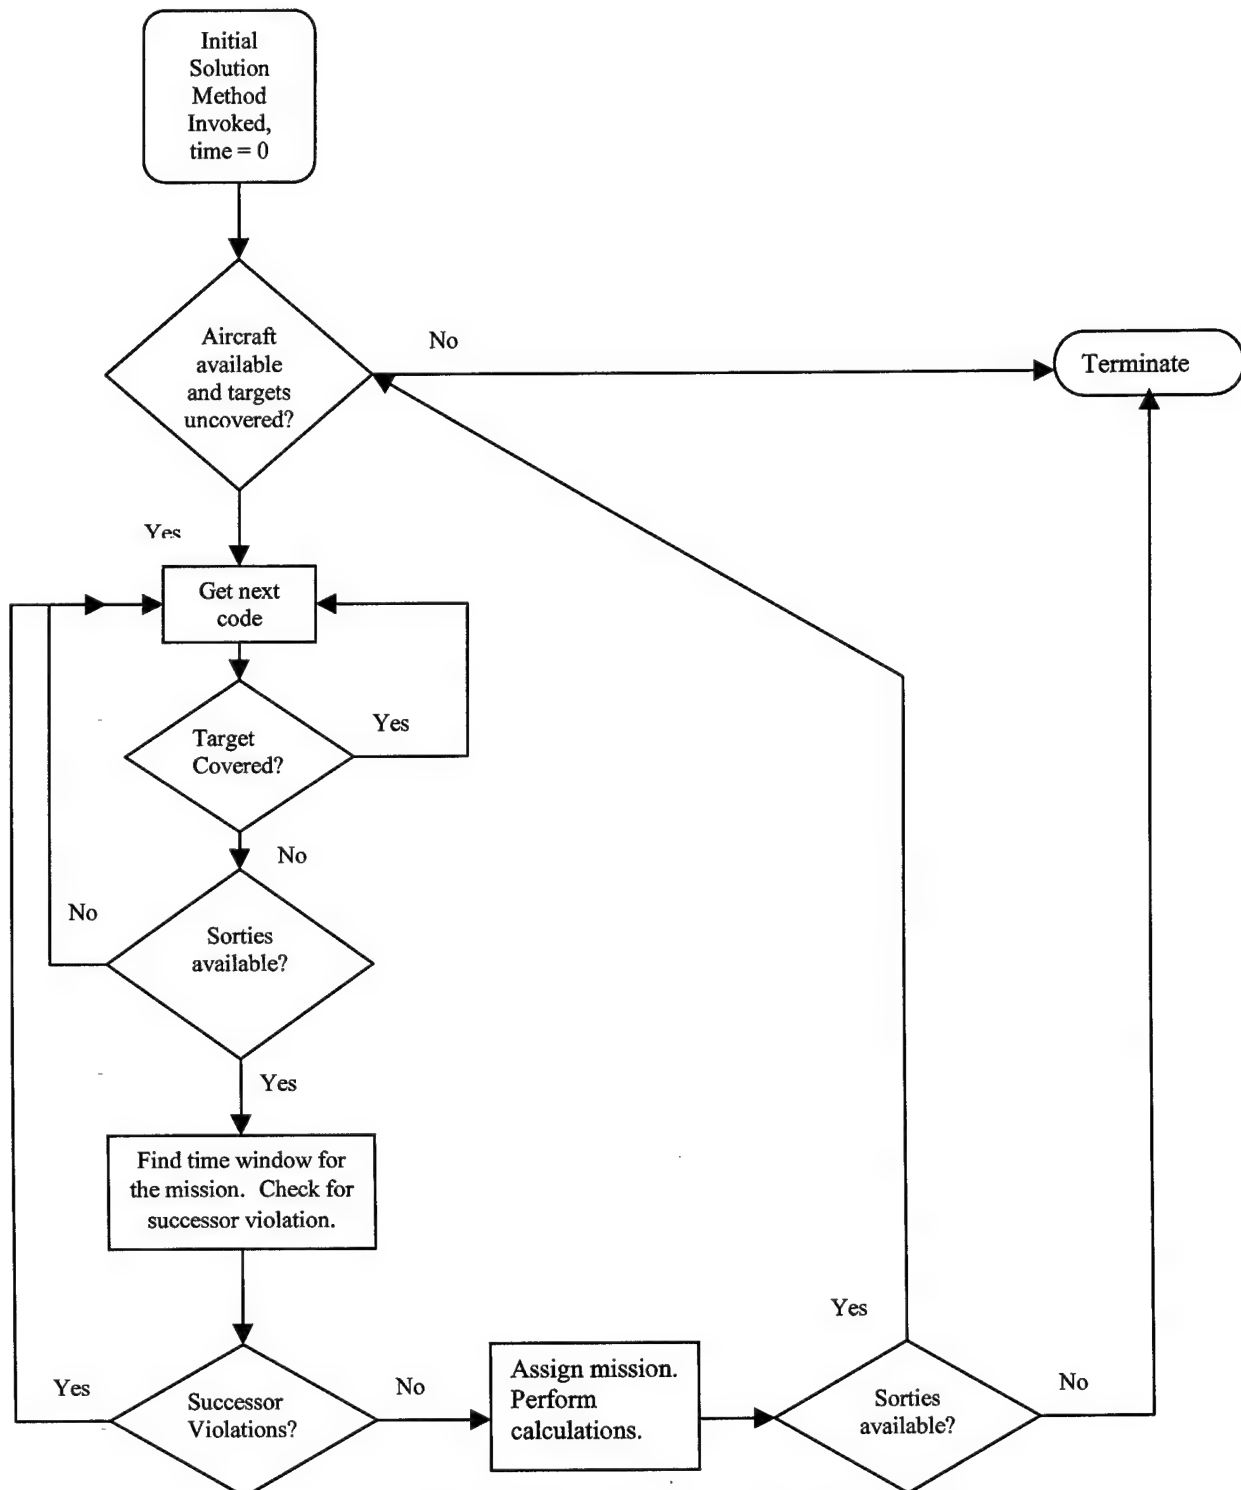 Initial
Solution
Method
Invoked,
time = 0
Aircraft
available
and targets
uncovered?
No
Terminate
Yes
Get next
code
Target
Covered?
Yes
No
Sorties
available?
No
Yes
Find time window for
the mission. Check for
successor violation.
Successor
Violations?
Yes
No
Assign mission.
Perform
calculations.
Sorties
available?
Yes
No